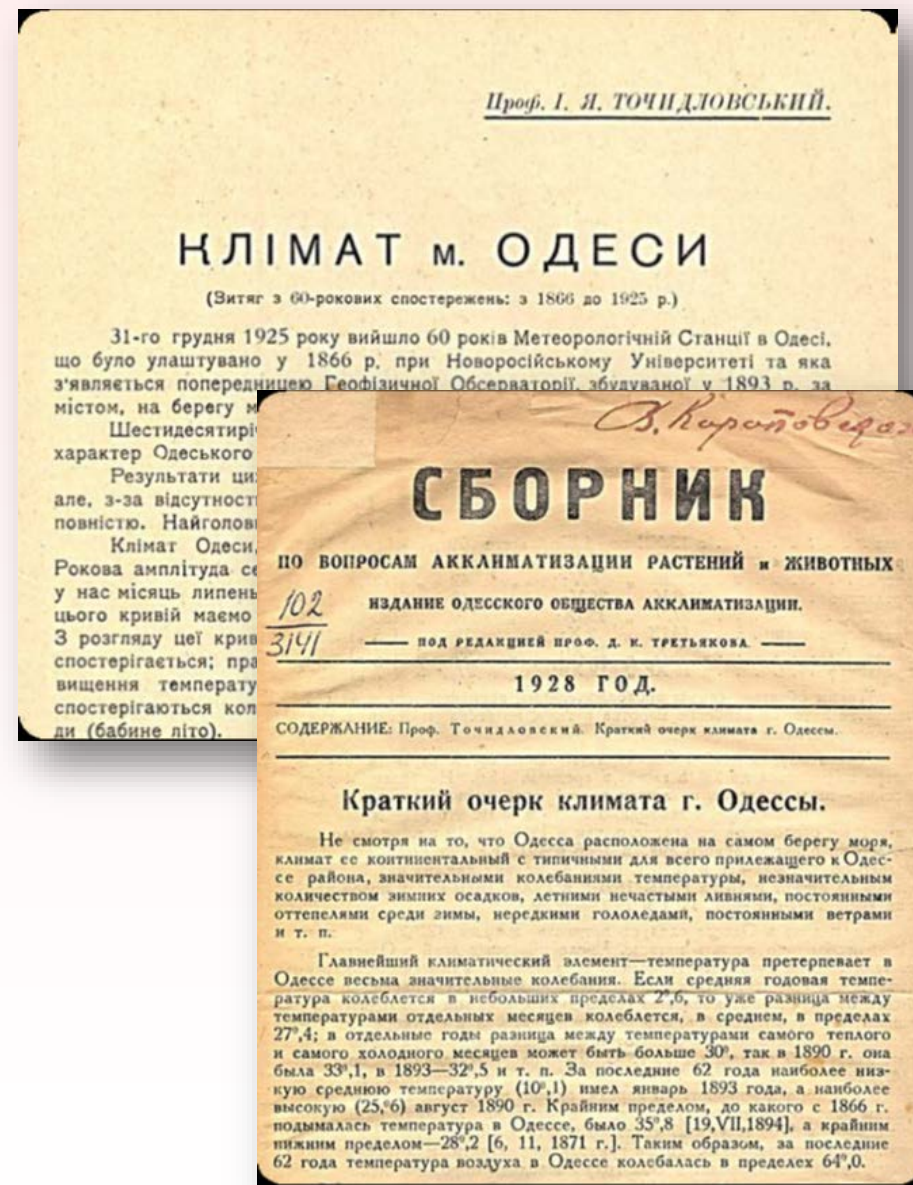 Проф. І. Я. ТОЧИДЛОВСЬКИЙ.
КЛІМАТ м. ОДЕСИ
(Витяг з 60-рокових спостережень: з 1866 до 1925 р.)
31-го грудня 1925 року вийшло 60 років Метеорологічній Станції в Одесі,
що було улаштувано у 1866 р. при Новоросійському Університеті та яка
з'являється попередницею Геофізичної Обсерваторії, збудуваної у 1893 р. за
містом, на берегу
Шестидесятирі
характер Одеського
Результати
але, з-за
повністю.
Клімат Одеси,
Рокова амплітуда
у нас місяць липень
цього кривій маємо
З розгляду цеї
спостерігається;
вищення
спостерігаються
ди (бабине літо).
СБОРНИК
ПО ВОПРОСАМ АККЛИМАТИЗАЦИИ РАСТЕНИЙ и ЖИВОТНЫХ
102
3141
ИЗДАНИЕ ОДЕССКОГО ОБЩЕСТВА АККЛИМАТИЗАЦИИ.
ПОД РЕДАКЦИЕЙ ПРОФ. Д. К. ТРЕТЬЯКОВА.
1928 ГОД.
СОДЕРЖАНИЕ: Проф. Точидловский. Краткий очерк климата г. Одессы.
Краткий очерк климата г. Одессы.
Не смотря на то, что Одесса расположена на самом берегу моря,
климат ее континентальный с типичными для всего прилежащего к Одес-
се района, значительными колебаниями температуры, незначительным
количеством зимних осадков, летними нечастыми ливнями, постоянными
оттепелями среди зимы, нередкими гололедами, постоянными ветрами
и т. п.
Главнейший климатический элемент—температура претерпевает в
Одессе весьма значительные колебания. Если средняя годовая темпе-
ратура колеблется в небольших пределах 2°,6, то уже разница между
температурами отдельных месяцев колеблется, в среднем, в пределах
27°,4; в отдельные годы разница между температурами самого теплого
и самого холодного месяцев может быть больше 30°, так в 1890 г. она
была 33°,1, в 1893—32°,5 и т. п. За последние 62 года наиболее низ-
кую среднюю температуру (10°,1) имел январь 1893 года, а наиболее
высокую (25,°6) август 1890 г. Крайним пределом, до какого с 1866 г.
подымалась температура в Одессе, было 35°,8 [19,VII,1894], а крайним
нижним пределом—28°,2 [6, 11, 1871 г.]. Таким образом, за последние
62 года температура воздуха в Одессе колебалась в пределех 64°,0.